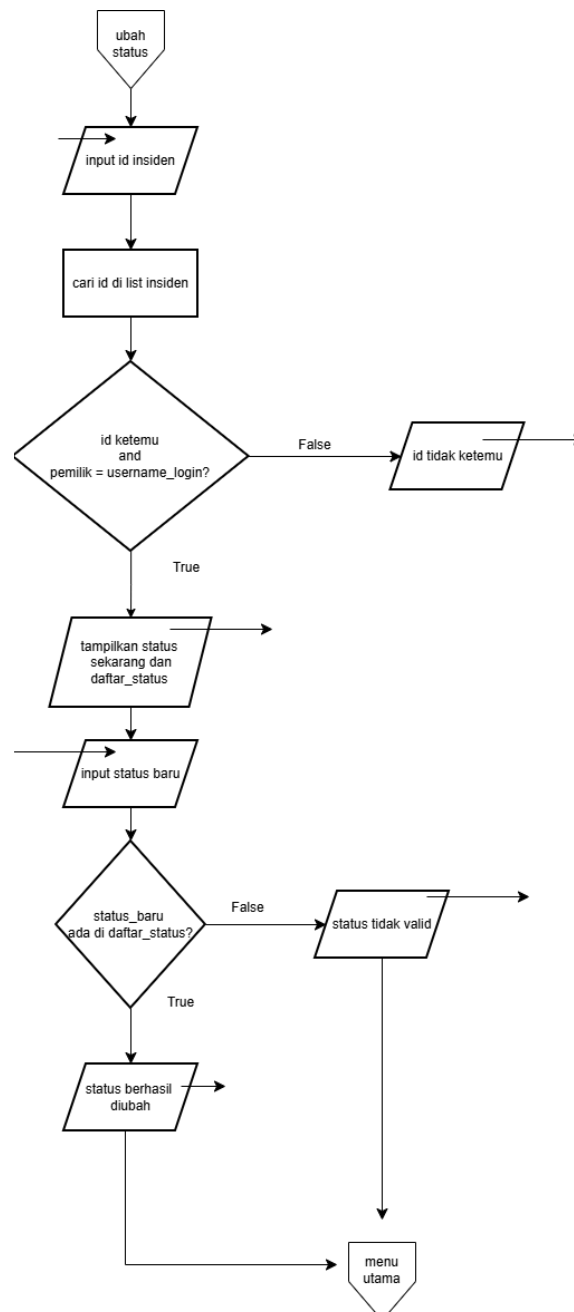 ubah
status
input id insiden
cari id di list insiden
id ketemu
and
pemilik = username_login?
False
id tidak ketemu
True
tampilkan status
sekarang dan
daftar_status
input status baru
status_baru
ada di daftar_status?
False
status tidak valid
True
status berhasil
diubah
menu
utama